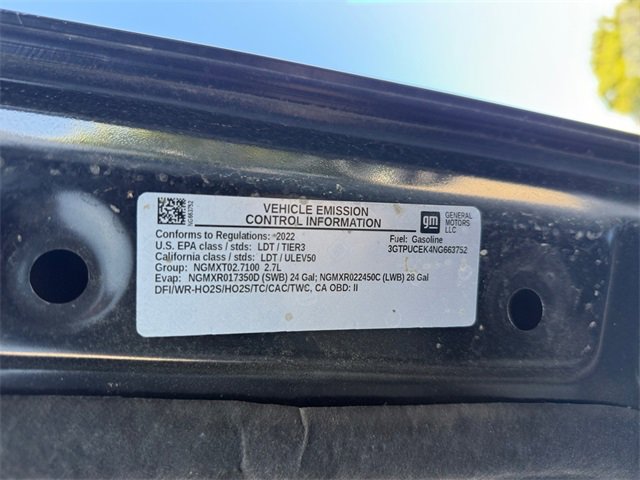 NG663752
VEHICLE EMISSION
CONTROL INFORMATION
gm
GENERAL
MOTORS
LLC
Conforms to Regulations: 2022
Fuel: Gasoline
U.S. EPA class / stds: LDT / TIER3
3GTPUCEK4NG663752
California class / stds: LDT / ULEV50
Group: NGMXT02.7100 2.7L
Evap: NGMXR017350D (SWB) 24 Gal; NGMXR022450C (LWB) 28 Gal
DFI/WR-HO2S/HO2S/TC/CAC/TWC, CA OBD: II